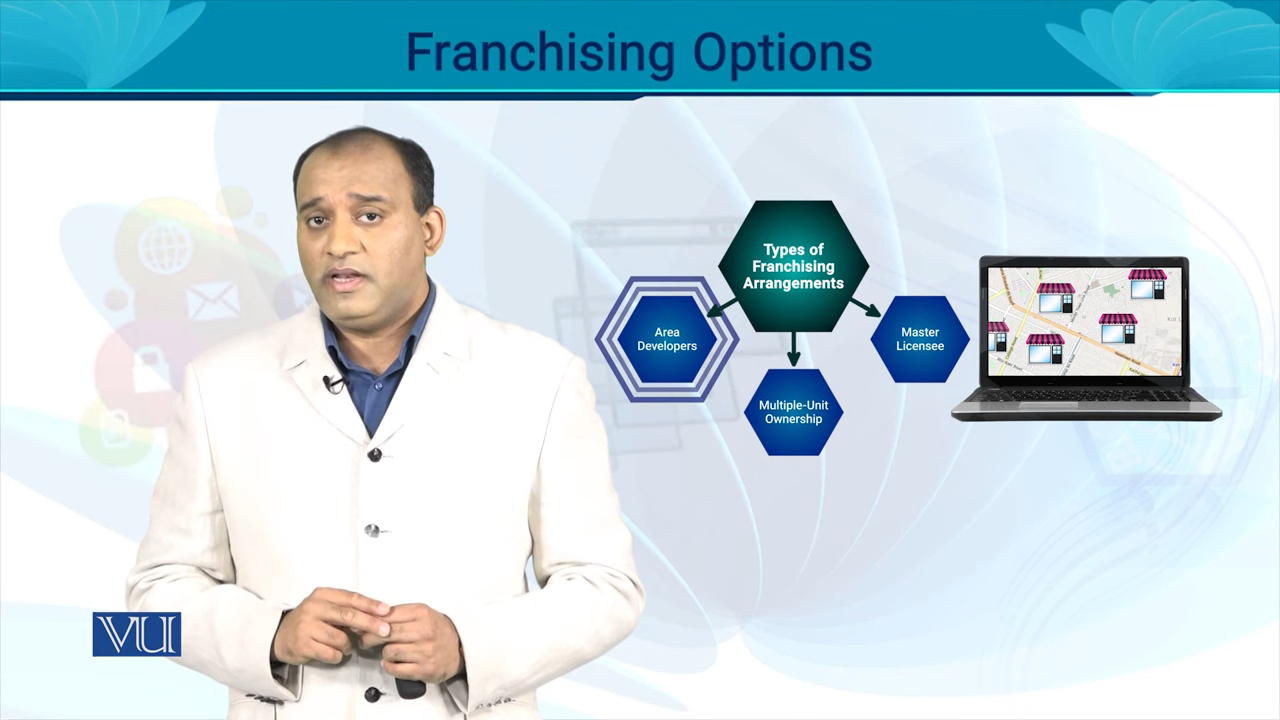 Franchising Options
Types of
Franchising
Arrangements
Area
Developers
Master
Licensee
Multiple-Unit
Ownership
VU